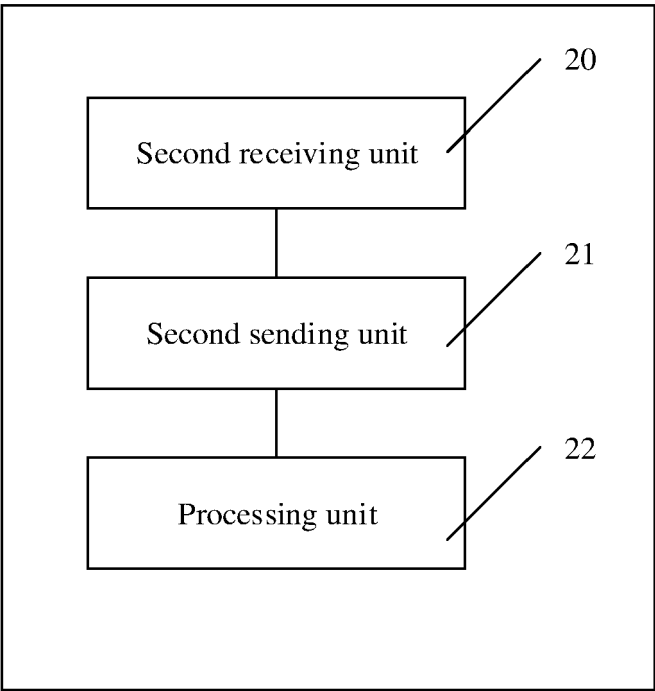 20
Second receiving unit
21
Second sending unit
22
Processing unit